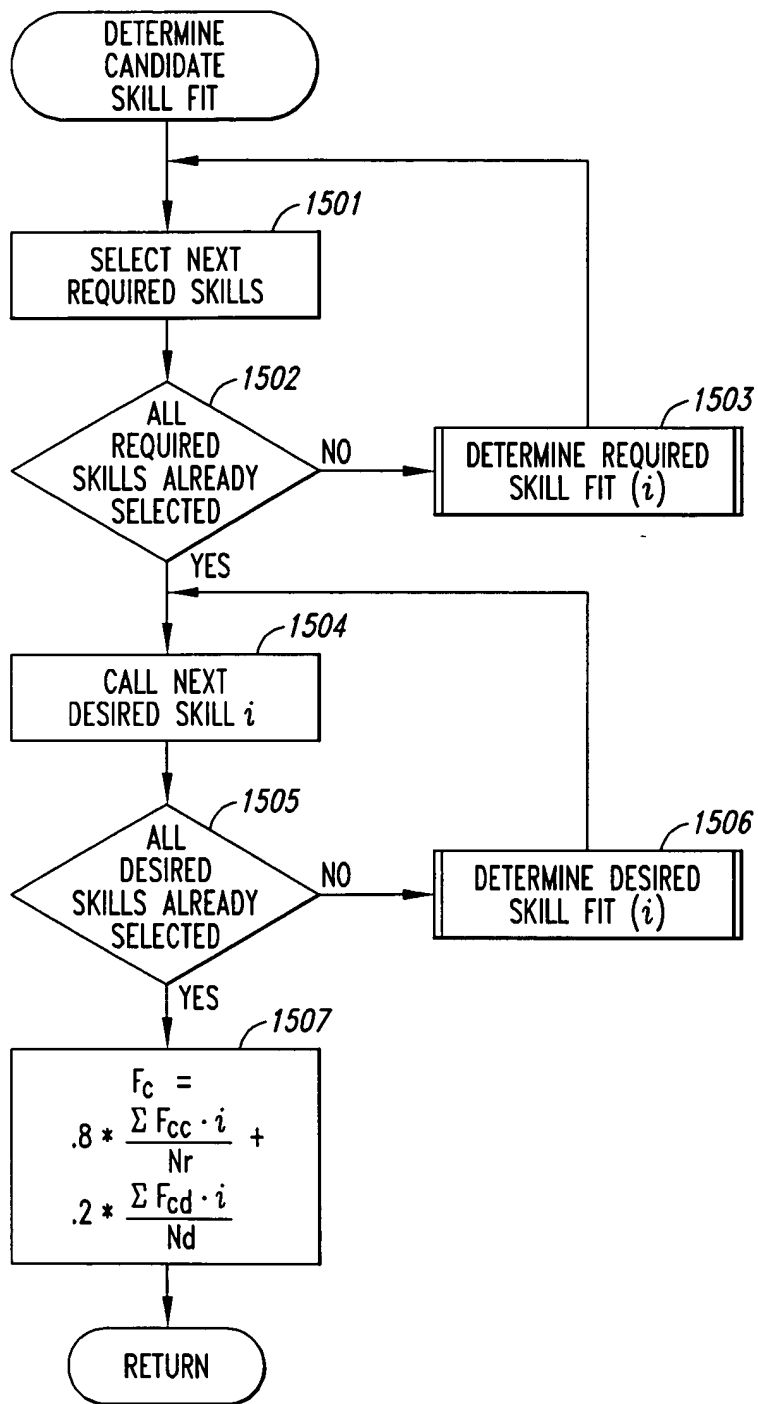 DETERMINE
CANDIDATE
SKILL FIT
1501
SELECT NEXT
REQUIRED SKILLS
1502
ALL
REQUIRED
SKILLS ALREADY
SELECTED
NO
1503
DETERMINE REQUIRED
SKILL FIT (i)
YES
1504
CALL NEXT
DESIRED SKILL i
1505
ALL
DESIRED
SKILLS ALREADY
SELECTED
NO
1506
DETERMINE DESIRED
SKILL FIT (i)
YES
1507
Fc =
.8 * Σ Fcc · i / Nr +
.2 * Σ Fcd · i / Nd
RETURN